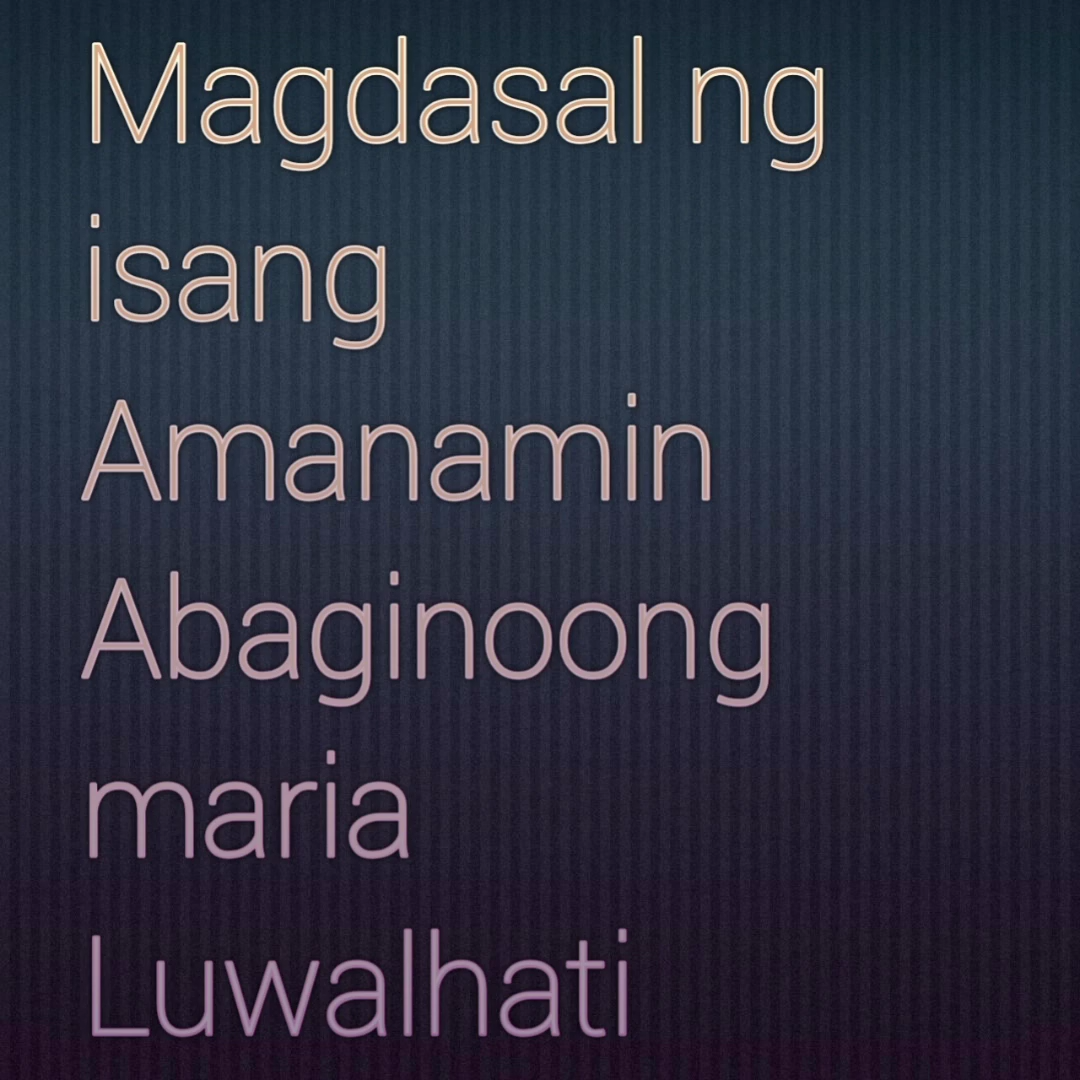 Magdasal ng
isang
Amanamin
Abaginoong
maria
Luwalhati